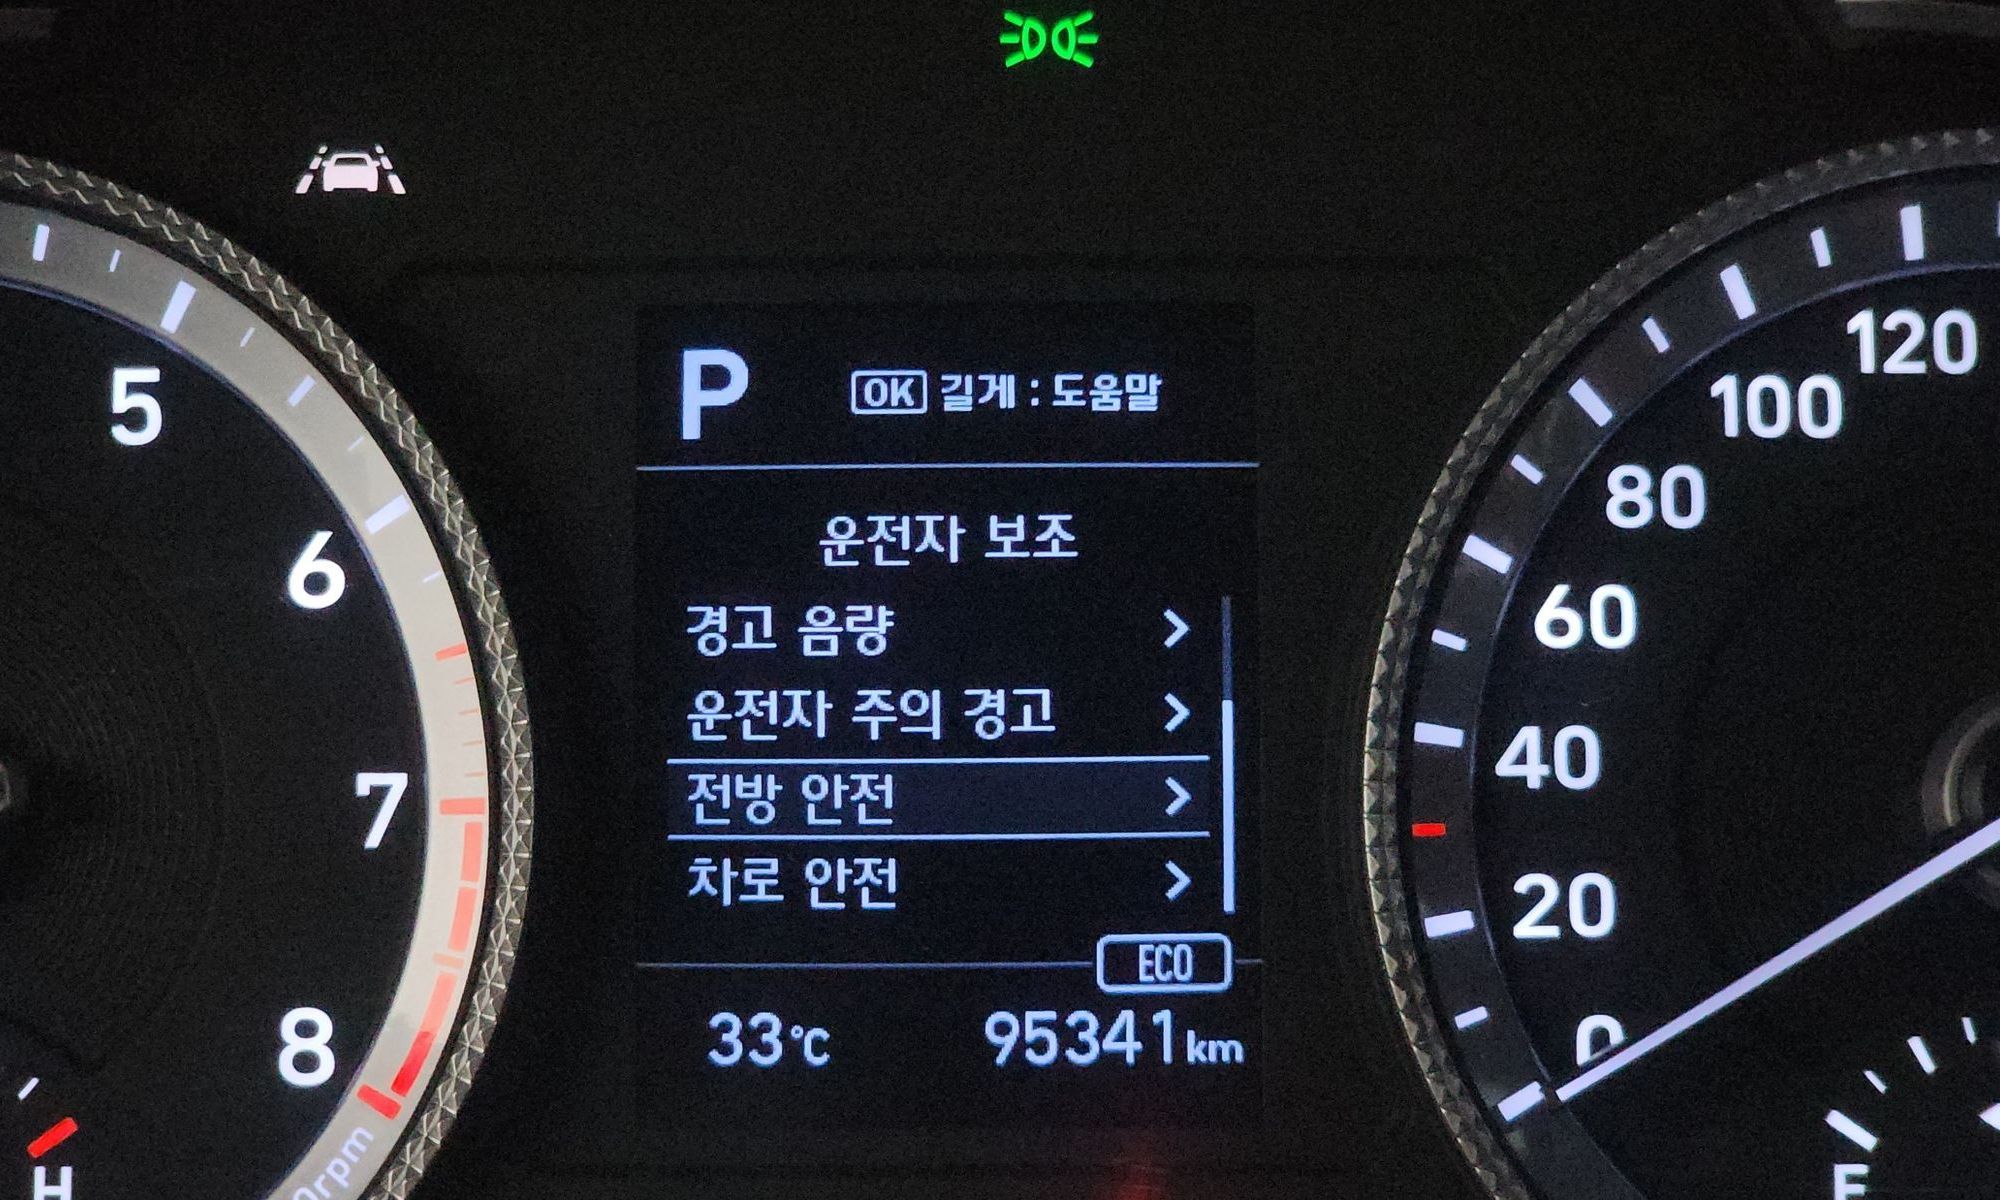 P
OK 길게 : 도움말
운전자 보조
경고 음량
운전자 주의 경고
전방 안전
차로 안전
ECO
33℃ 95341km
5
6
7
8
rpm
H
120
100
80
60
40
20
0